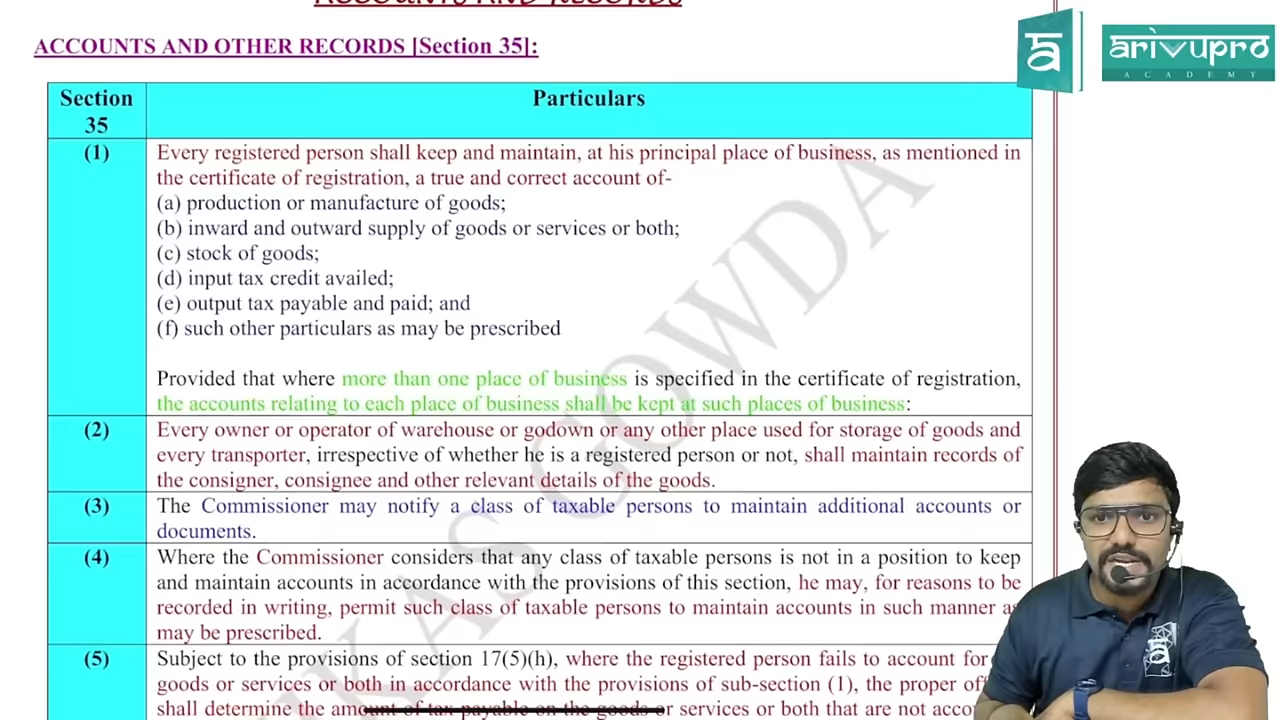 ACCOUNTS AND RECORDS
ACCOUNTS AND OTHER RECORDS [Section 35]:
arivupro
ACADEMY
Section
35
Particulars
(1)
Every registered person shall keep and maintain, at his principal place of business, as mentioned in
the certificate of registration, a true and correct account of-
(a) production or manufacture of goods;
(b) inward and outward supply of goods or services or both;
(c) stock of goods;
(d) input tax credit availed;
(e) output tax payable and paid; and
(f) such other particulars as may be prescribed
Provided that where more than one place of business is specified in the certificate of registration,
the accounts relating to each place of business shall be kept at such places of business:
(2)
Every owner or operator of warehouse or godown or any other place used for storage of goods and
every transporter, irrespective of whether he is a registered person or not, shall maintain records of
the consigner, consignee and other relevant details of the goods.
(3)
The Commissioner may notify a class of taxable persons to maintain additional accounts or
documents.
(4)
Where the Commissioner considers that any class of taxable persons is not in a position to keep
and maintain accounts in accordance with the provisions of this section, he may, for reasons to be
recorded in writing, permit such class of taxable persons to maintain accounts in such manner as
may be prescribed.
(5)
Subject to the provisions of section 17(5)(h), where the registered person fails to account for
goods or services or both in accordance with the provisions of sub-section (1), the proper
shall determine the amount of tax payable on the goods or services or both that are not
KAS GOWDA